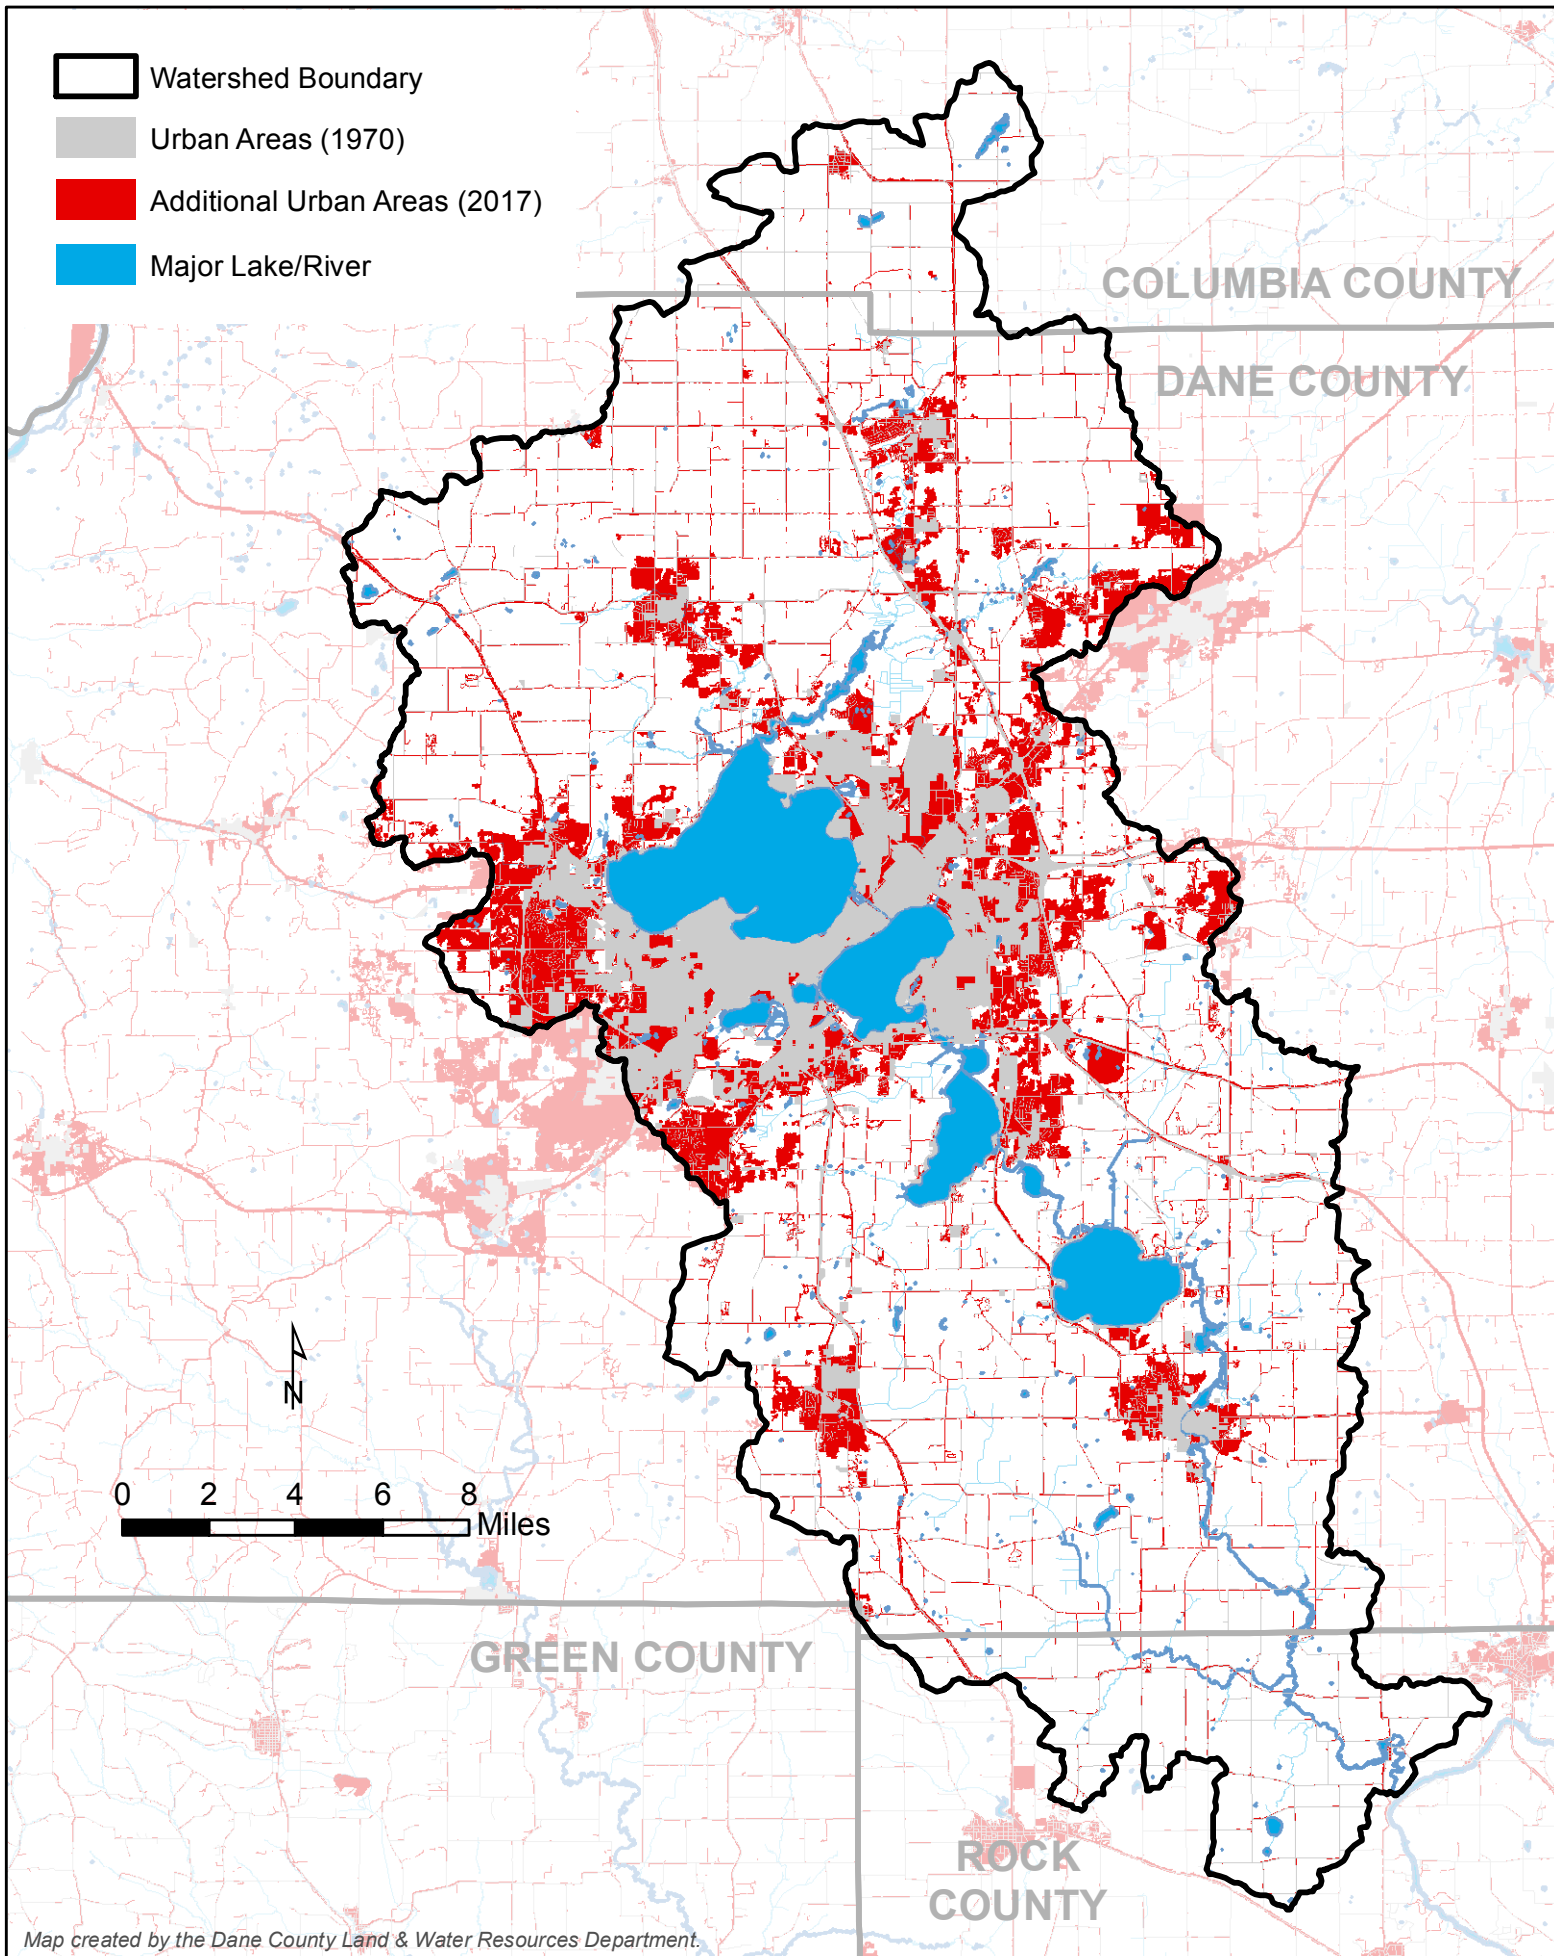 Watershed Boundary
Urban Areas (1970)
Additional Urban Areas (2017)
Major Lake/River
COLUMBIA COUNTY
DANE COUNTY
N
0 2 4 6 8
Miles
GREEN COUNTY
ROCK
COUNTY
Map created by the Dane County Land & Water Resources Department.